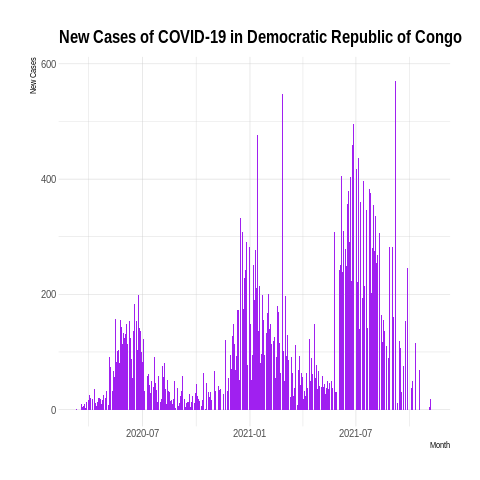 New Cases of COVID-19 in Democratic Republic of Congo
New Cases
600
400
200
0
2020-07
2021-01
2021-07
Month